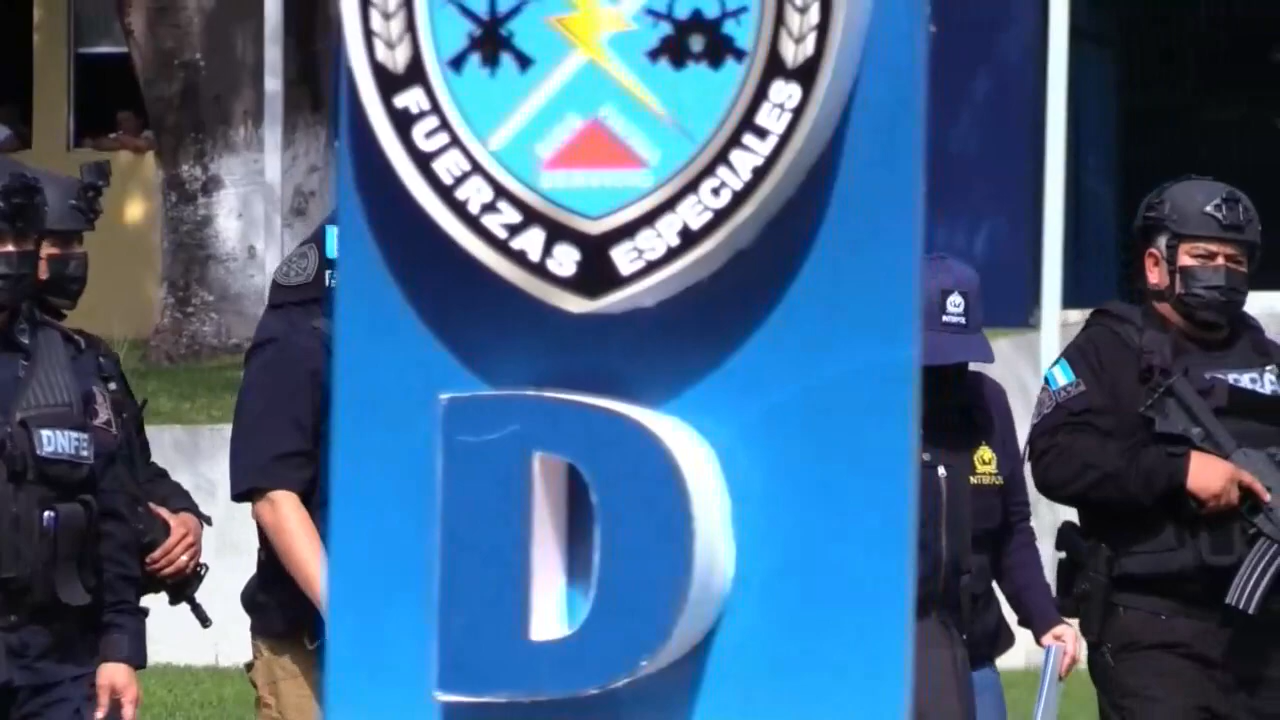 FUERZAS ESPECIALES
D
DNFE
INTERPOL
INTERPOL